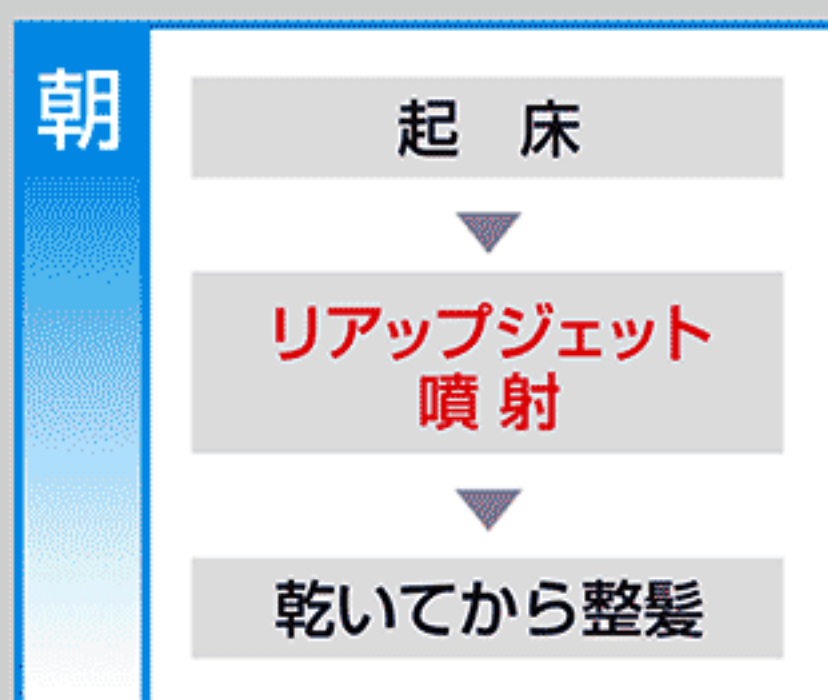 朝
起　床
リアップジェット
噴 射
乾いてから整髪